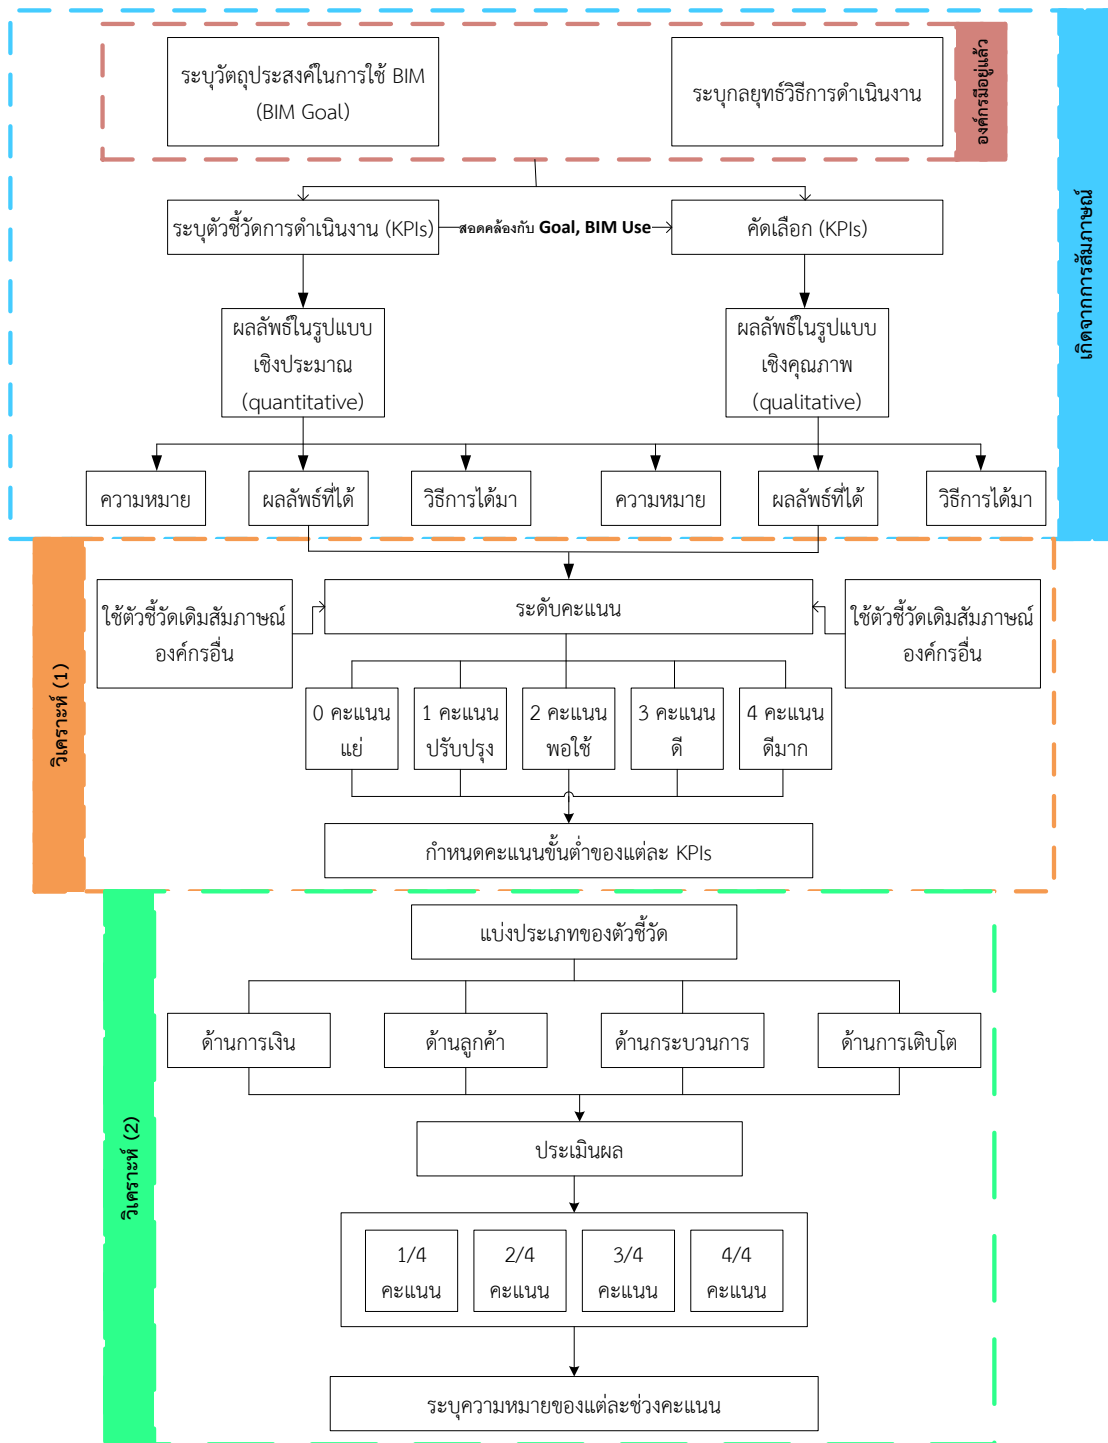 ระบุวัตถุประสงค์ในการใช้ BIM
(BIM Goal)
ระบุกลยุทธ์วิธีการดำเนินงาน
องค์กรมีอยู่แล้ว
เกิดจากการสัมภาษณ์
ระบุตัวชี้วัดการดำเนินงาน (KPIs)
สอดคล้องกับ Goal, BIM Use
คัดเลือก (KPIs)
ผลลัพธ์ในรูปแบบ
เชิงประมาณ
(quantitative)
ผลลัพธ์ในรูปแบบ
เชิงคุณภาพ
(qualitative)
ความหมาย
ผลลัพธ์ที่ได้
วิธีการได้มา
ความหมาย
ผลลัพธ์ที่ได้
วิธีการได้มา
วิเคราะห์ (1)
ใช้ตัวชี้วัดเดิมสัมภาษณ์
องค์กรอื่น
ระดับคะแนน
ใช้ตัวชี้วัดเดิมสัมภาษณ์
องค์กรอื่น
0 คะแนน
แย่
1 คะแนน
ปรับปรุง
2 คะแนน
พอใช้
3 คะแนน
ดี
4 คะแนน
ดีมาก
กำหนดคะแนนขั้นต่ำของแต่ละ KPIs
วิเคราะห์ (2)
แบ่งประเภทของตัวชี้วัด
ด้านการเงิน
ด้านลูกค้า
ด้านกระบวนการ
ด้านการเติบโต
ประเมินผล
1/4
คะแนน
2/4
คะแนน
3/4
คะแนน
4/4
คะแนน
ระบุความหมายของแต่ละช่วงคะแนน